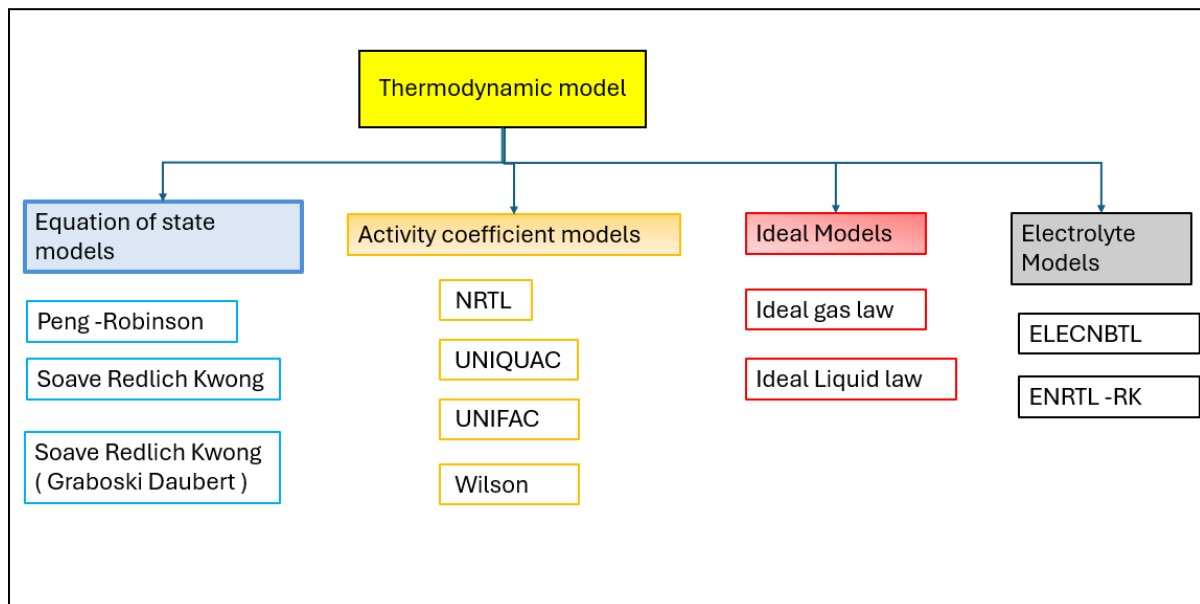 Thermodynamic model
Equation of state
models
Peng -Robinson
Soave Redlich Kwong
Soave Redlich Kwong
( Graboski Daubert )
Activity coefficient models
NRTL
UNIQUAC
UNIFAC
Wilson
Ideal Models
Ideal gas law
Ideal Liquid law
Electrolyte
Models
ELECNBTL
ENRTL -RK